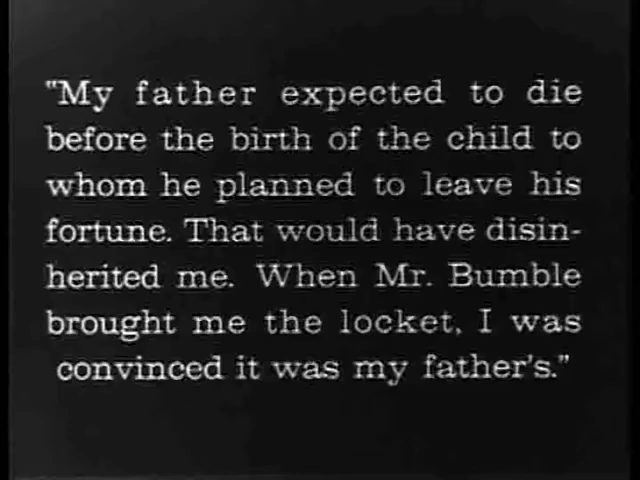 "My father expected to die
before the birth of the child to
whom he planned to leave his
fortune. That would have disin-
herited me. When Mr. Bumble
brought me the locket, I was
convinced it was my father's."